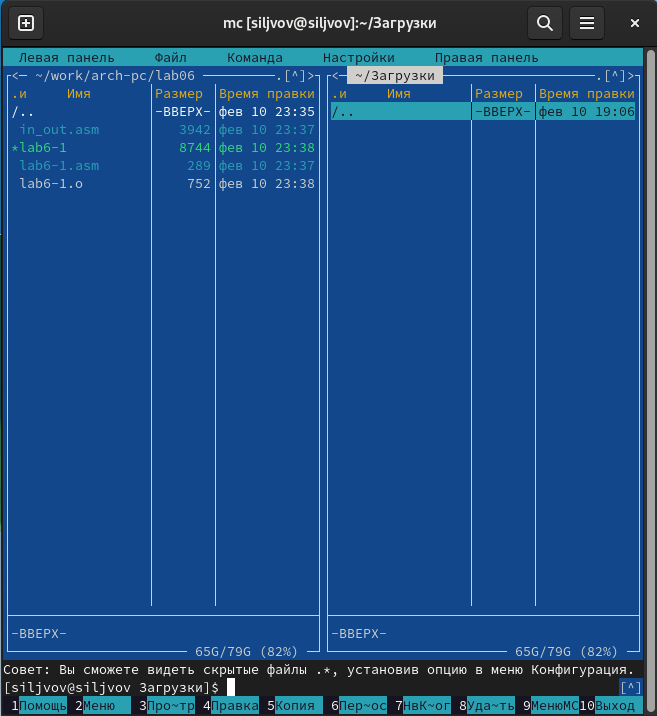 mc [siljvov@siljvov]:~/Загрузки
Левая панель Файл Команда Настройки Правая панель
<─ ~/work/arch-pc/lab06 .[^]> <─ ~/Загрузки .[^]>
.и Имя Размер Время правки .и Имя Размер Время правки
/.. -ВВЕРХ- фев 10 23:35 /.. -ВВЕРХ- фев 10 19:06
in_out.asm 3942 фев 10 23:37
*lab6-1 8744 фев 10 23:38
lab6-1.asm 289 фев 10 23:37
lab6-1.o 752 фев 10 23:38
-ВВЕРХ- -ВВЕРХ-
65G/79G (82%) 65G/79G (82%)
Совет: Вы сможете видеть скрытые файлы .*, установив опцию в меню Конфигурация.
[siljvov@siljvov Загрузки]$ [^]
1Помощь 2Меню 3Про~тр 4Правка 5Копия 6Пер~ос 7НвК~ог 8Уда~ть 9МенюMC10Выход